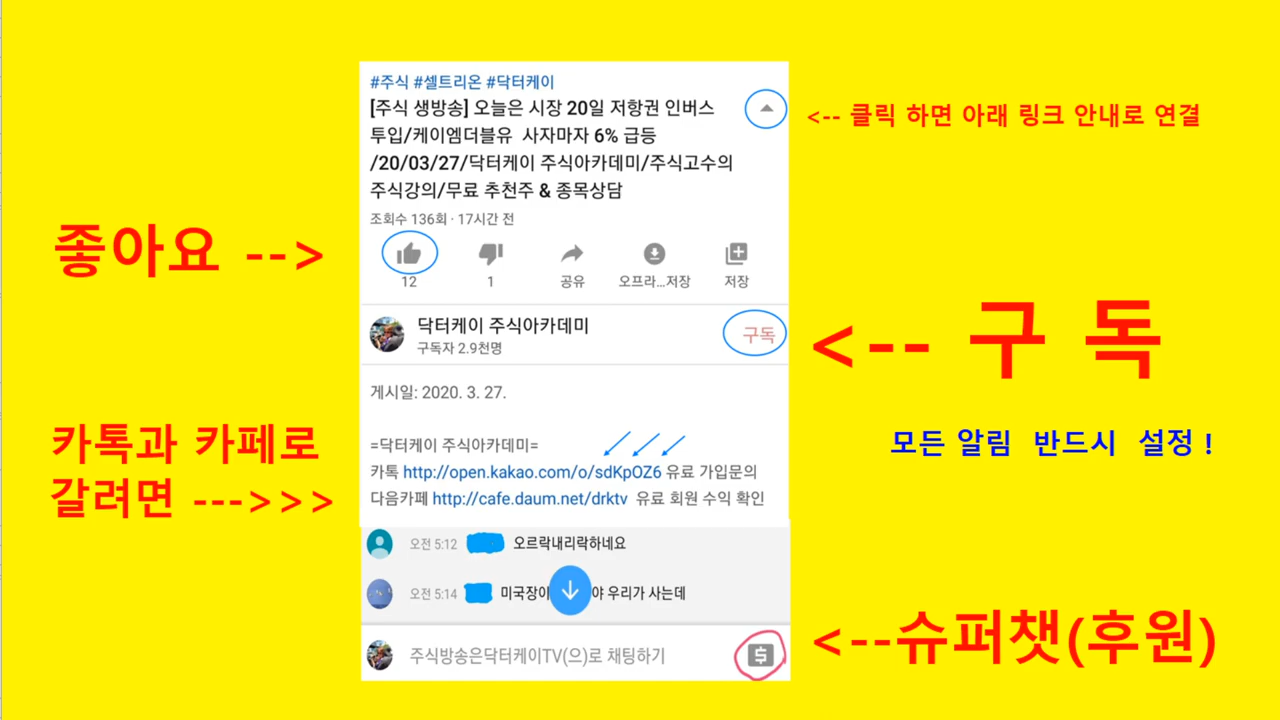 #주식 #셀트리온 #닥터케이
[주식 생방송] 오늘은 시장 20일 저항권 인버스
투입/케이엠더블유 사자마자 6% 급등
/20/03/27/닥터케이 주식아카데미/주식고수의
주식강의/무료 추천주 & 종목상담
<-- 클릭 하면 아래 링크 안내로 연결
조회수 136회 · 17시간 전
좋아요 -->
12
1
공유
오프라...저장
저장
닥터케이 주식아카데미
구독자 2.9천명
구독
<-- 구 독
게시일: 2020. 3. 27.
모든 알림 반드시 설정 !
=닥터케이 주식아카데미=
카톡 http://open.kakao.com/o/sdKpOZ6 유료 가입문의
다음카페 http://cafe.daum.net/drktv 유료 회원 수익 확인
카톡과 카페로
갈려면 --->>>
오전 5:12 오르락내리락하네요
오전 5:14 미국장이 야 우리가 사는데
주식방송은닥터케이TV(으)로 채팅하기
$
<--슈퍼챗(후원)